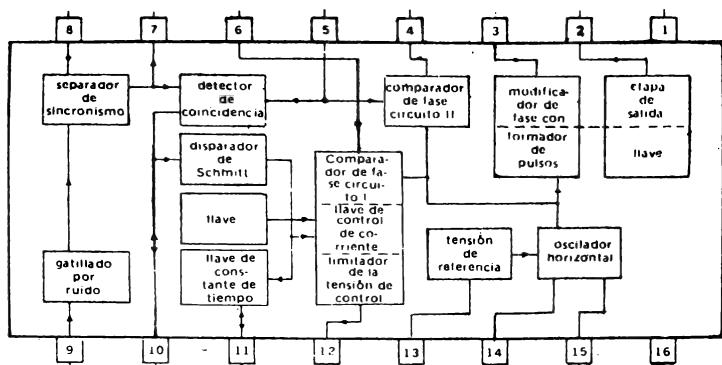 8 7 6 5 4 3 2 1
separador
de
sincronismo
detector
de
coincidencia
comparador
de fase
circuito II
modifica-
dor de
fase con
formador
de
pulsos
etapa
de
salida
llave
disparador
de
Schmitt
llave
llave de
cons-
tante de
tiempo
Compara-
dor de fa-
se circui-
to I
llave de
control
de co-
rriente
limitador
de la
tensión de
control
gatillado
por
ruido
tensión
de
referencia
oscilador
horizontal
9 10 11 12 13 14 15 16